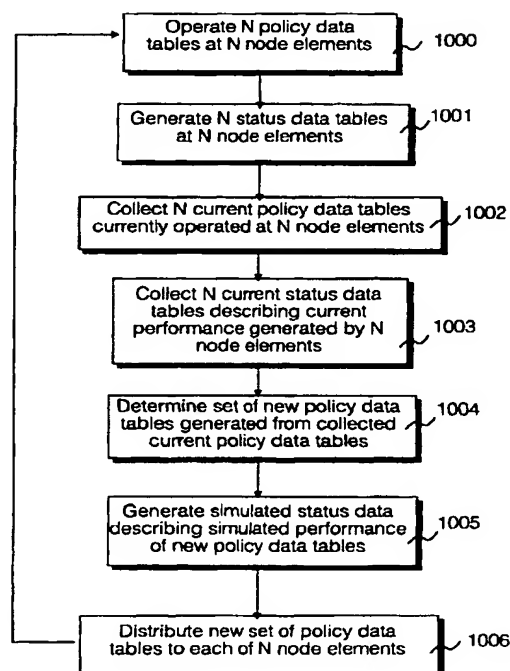 Operate N policy data
tables at N node elements
1000
Generate N status data tables
at N node elements
1001
Collect N current policy data tables
currently operated at N node elements
1002
Collect N current status data
tables describing current
performance generated by N
node elements
1003
Determine set of new policy data
tables generated from collected
current policy data tables
1004
Generate simulated status data
describing simulated performance
of new policy data tables
1005
Distribute new set of policy data
tables to each of N node elements
1006